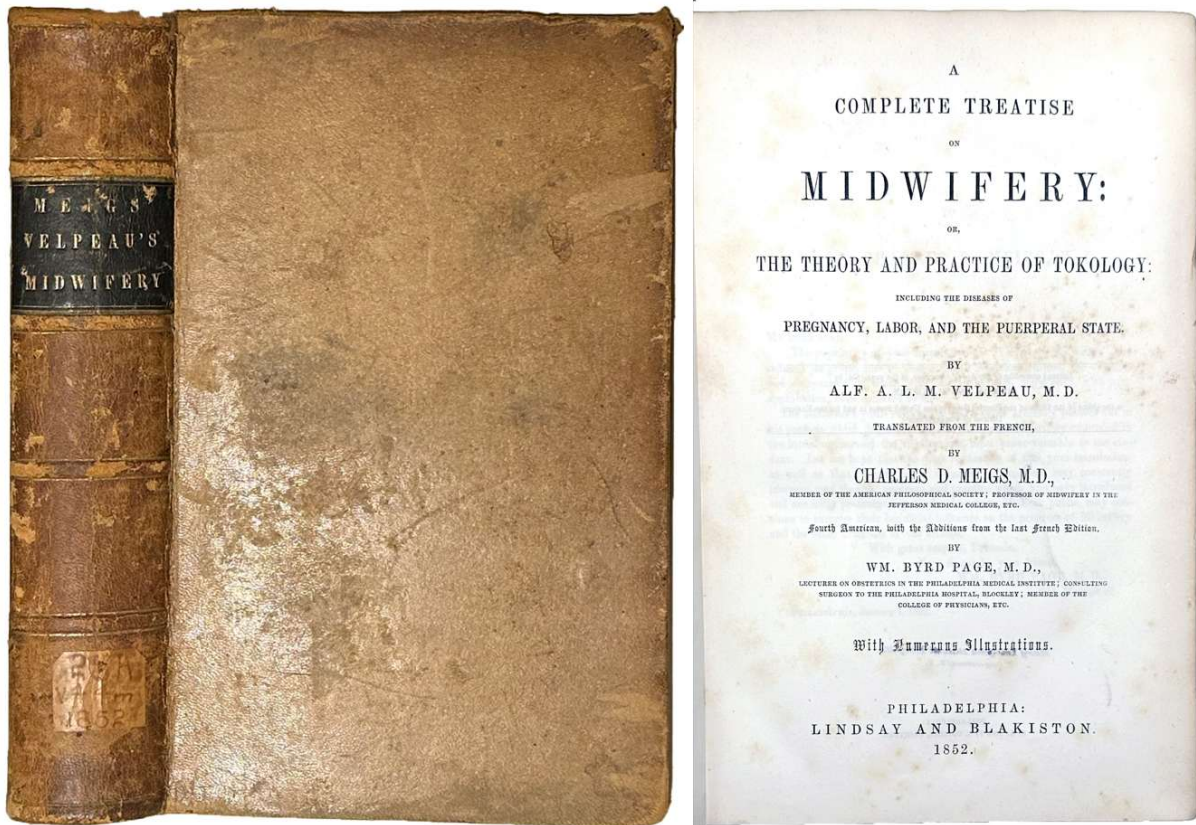 MEIGS'
VELPEAU'S
MIDWIFERY
1852
A
COMPLETE TREATISE
ON
MIDWIFERY:
OR,
THE THEORY AND PRACTICE OF TOKOLOGY:
INCLUDING THE DISEASES OF
PREGNANCY, LABOR, AND THE PUERPERAL STATE.
BY
ALF. A. L. M. VELPEAU, M.D.
TRANSLATED FROM THE FRENCH,
BY
CHARLES D. MEIGS, M.D.,
MEMBER OF THE AMERICAN PHILOSOPHICAL SOCIETY; PROFESSOR OF MIDWIFERY IN THE
JEFFERSON MEDICAL COLLEGE, ETC.
Fourth American, with the Additions from the last French Edition.
BY
WM. BYRD PAGE, M.D.,
LECTURER ON OBSTETRICS IN THE PHILADELPHIA MEDICAL INSTITUTE; CONSULTING
SURGEON TO THE PHILADELPHIA HOSPITAL, BLOCKLEY; MEMBER OF THE
COLLEGE OF PHYSICIANS, ETC.
With Numerous Illustrations.
PHILADELPHIA:
LINDSAY AND BLAKISTON.
1852.